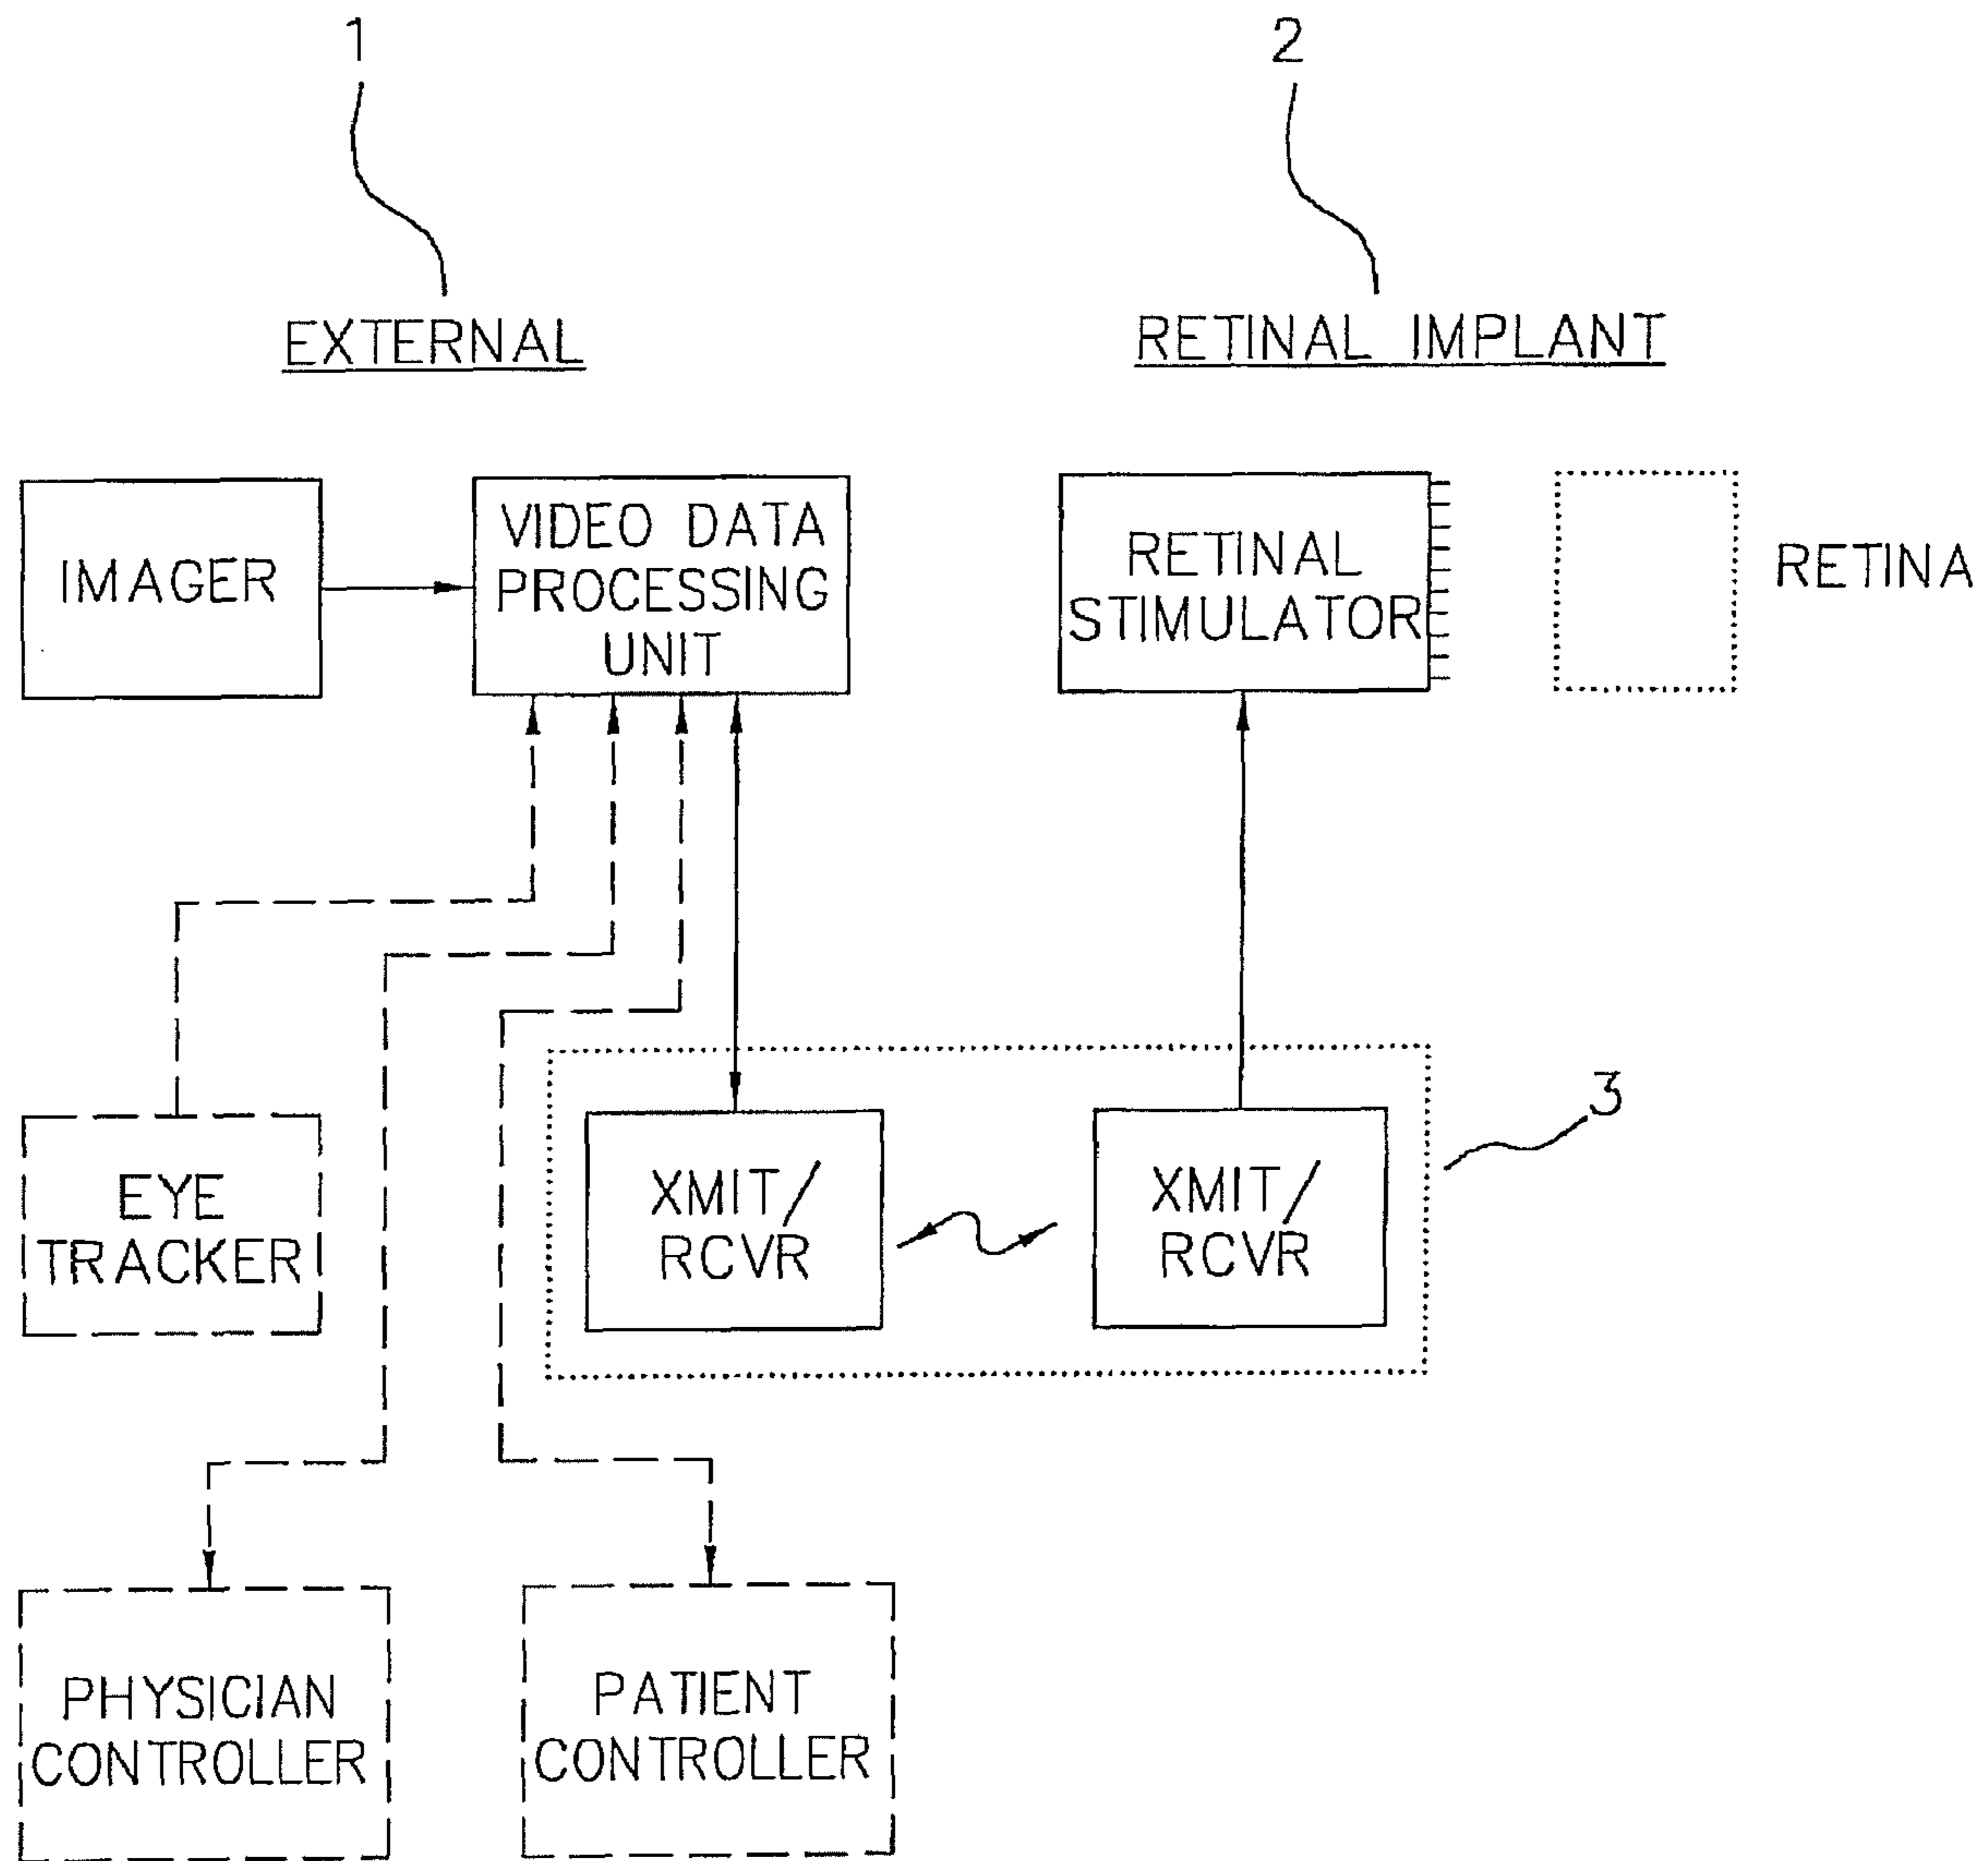 1
2
EXTERNAL
RETINAL IMPLANT
IMAGER
VIDEO DATA
PROCESSING
UNIT
RETINAL
STIMULATOR
RETINA
3
EYE
TRACKER
XMIT/
RCVR
XMIT/
RCVR
PHYSICIAN
CONTROLLER
PATIENT
CONTROLLER